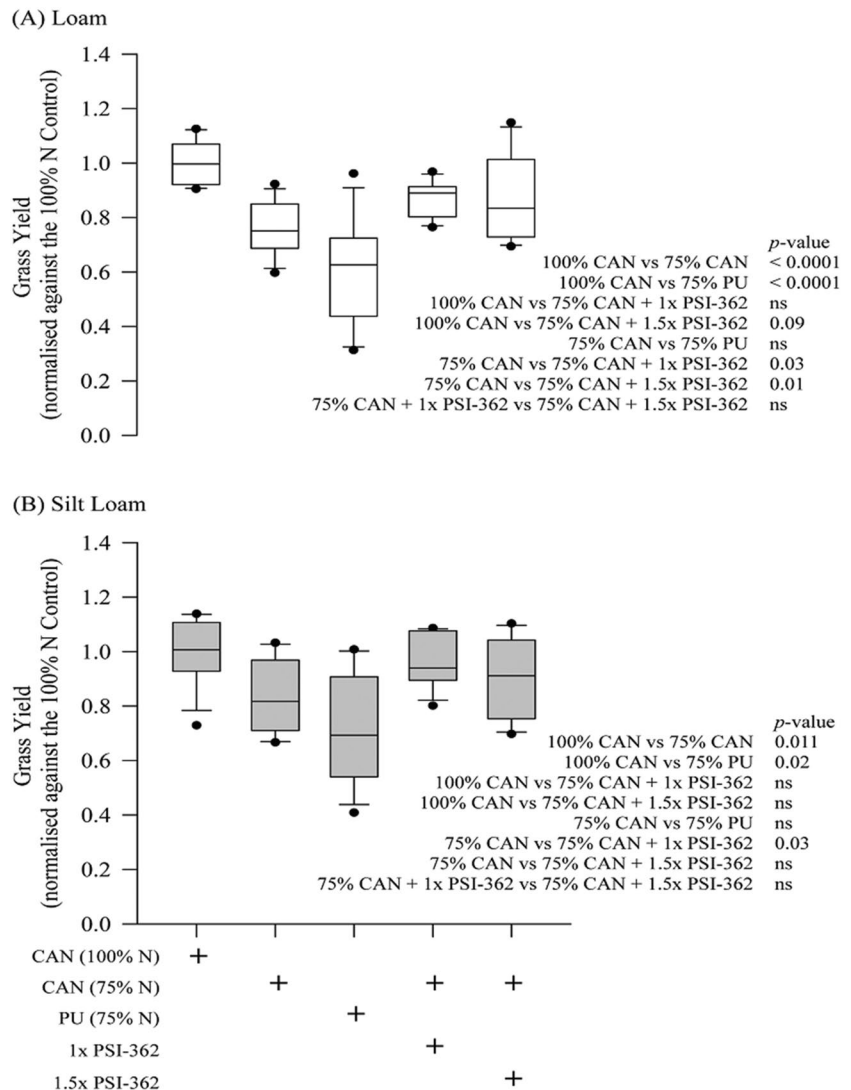 (A) Loam
Grass Yield
(normalised against the 100% N Control)
1.4
1.2
1.0
0.8
0.6
0.4
0.2
0.0
p-value
100% CAN vs 75% CAN < 0.0001
100% CAN vs 75% PU < 0.0001
100% CAN vs 75% CAN + 1x PSI-362 ns
100% CAN vs 75% CAN + 1.5x PSI-362 0.09
75% CAN vs 75% PU ns
75% CAN vs 75% CAN + 1x PSI-362 0.03
75% CAN vs 75% CAN + 1.5x PSI-362 0.01
75% CAN + 1x PSI-362 vs 75% CAN + 1.5x PSI-362 ns
(B) Silt Loam
Grass Yield
(normalised against the 100% N Control)
1.4
1.2
1.0
0.8
0.6
0.4
0.2
0.0
p-value
100% CAN vs 75% CAN 0.011
100% CAN vs 75% PU 0.02
100% CAN vs 75% CAN + 1x PSI-362 ns
100% CAN vs 75% CAN + 1.5x PSI-362 ns
75% CAN vs 75% PU ns
75% CAN vs 75% CAN + 1x PSI-362 0.03
75% CAN vs 75% CAN + 1.5x PSI-362 ns
75% CAN + 1x PSI-362 vs 75% CAN + 1.5x PSI-362 ns
CAN (100% N) +
CAN (75% N) + + +
PU (75% N) +
1x PSI-362 +
1.5x PSI-362 +